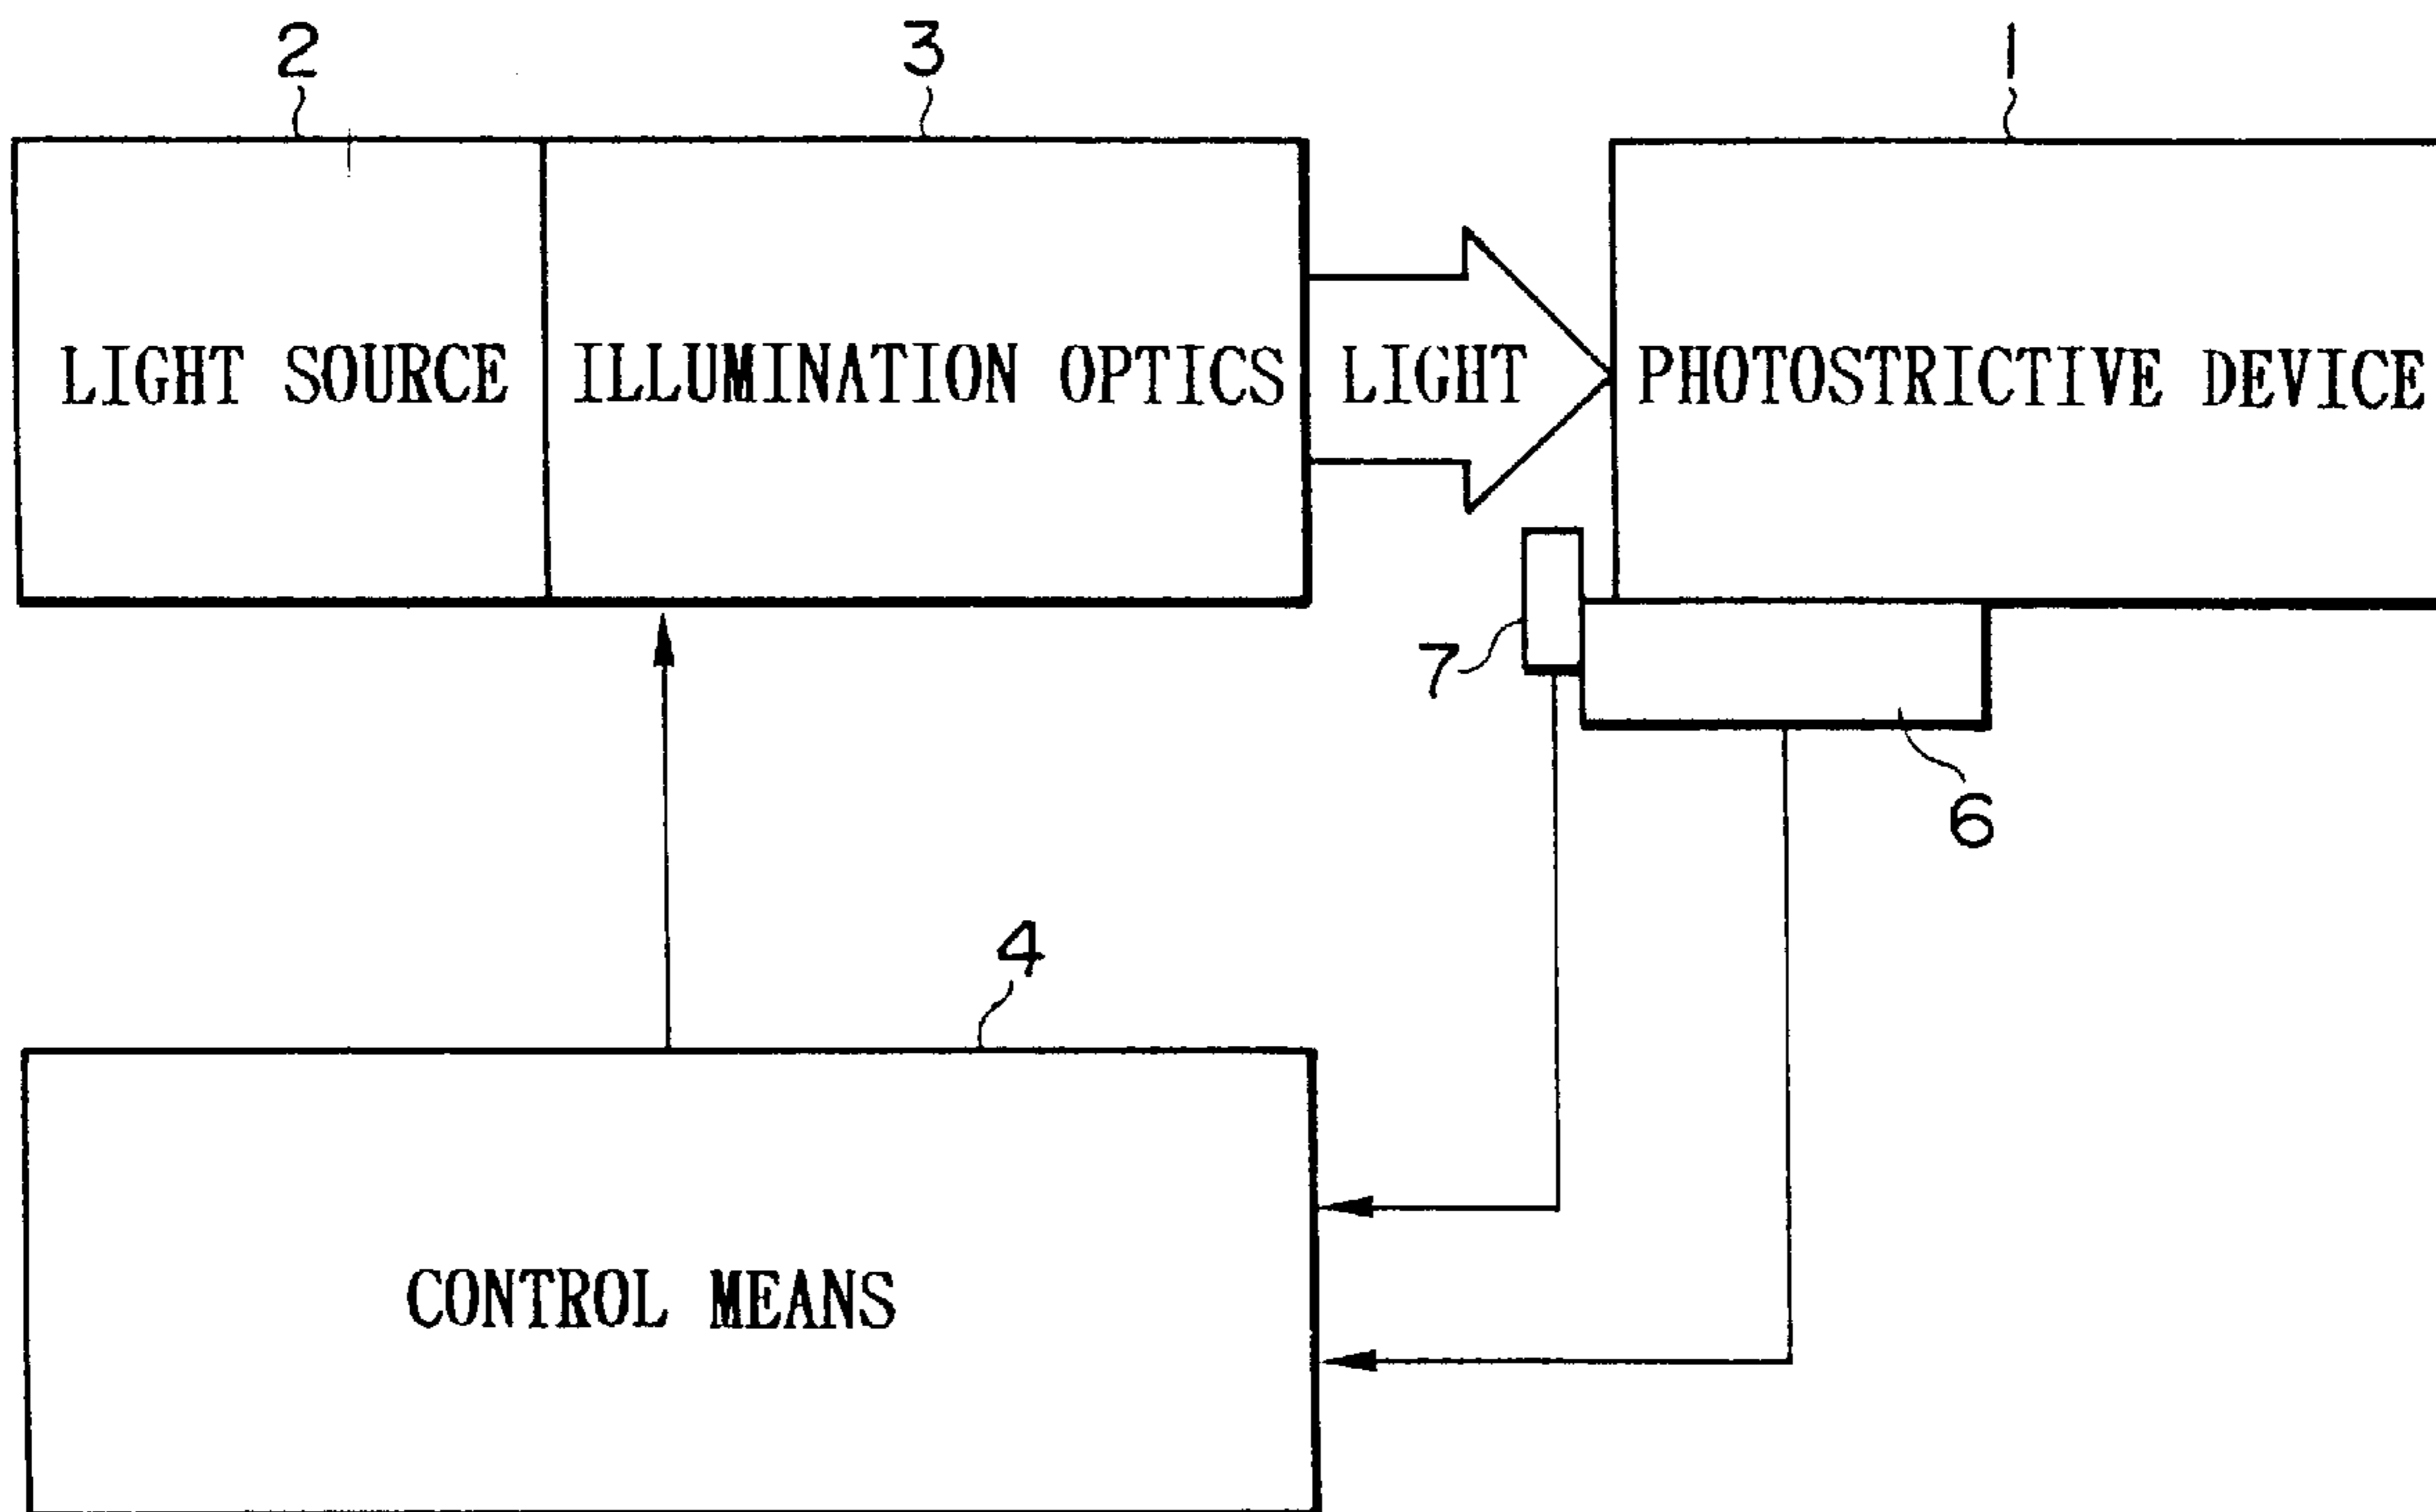 2
3
1
LIGHT SOURCE
ILLUMINATION OPTICS
LIGHT
PHOTOSTRICTIVE DEVICE
7
6
4
CONTROL MEANS